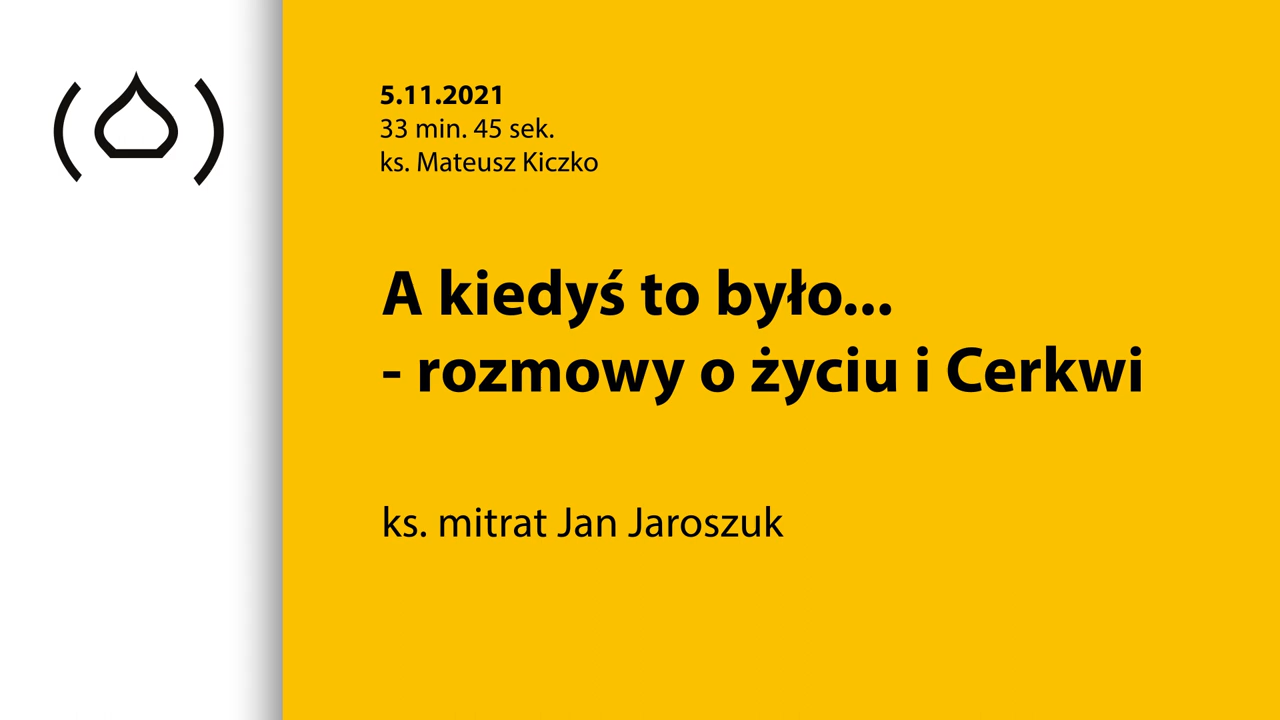 5.11.2021
33 min. 45 sek.
ks. Mateusz Kiczko
A kiedyś to było...
- rozmowy o życiu i Cerkwi
ks. mitrat Jan Jaroszuk